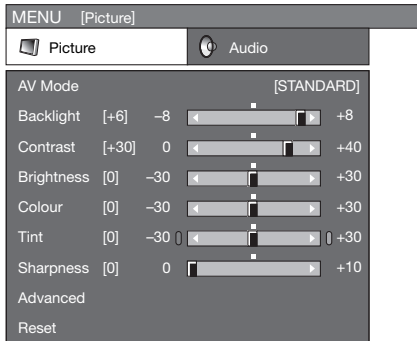 MENU [Picture]
Picture Audio
AV Mode [STANDARD]
Backlight [+6] –8 +8
Contrast [+30] 0 +40
Brightness [0] –30 +30
Colour [0] –30 +30
Tint [0] –30 +30
Sharpness [0] 0 +10
Advanced
Reset